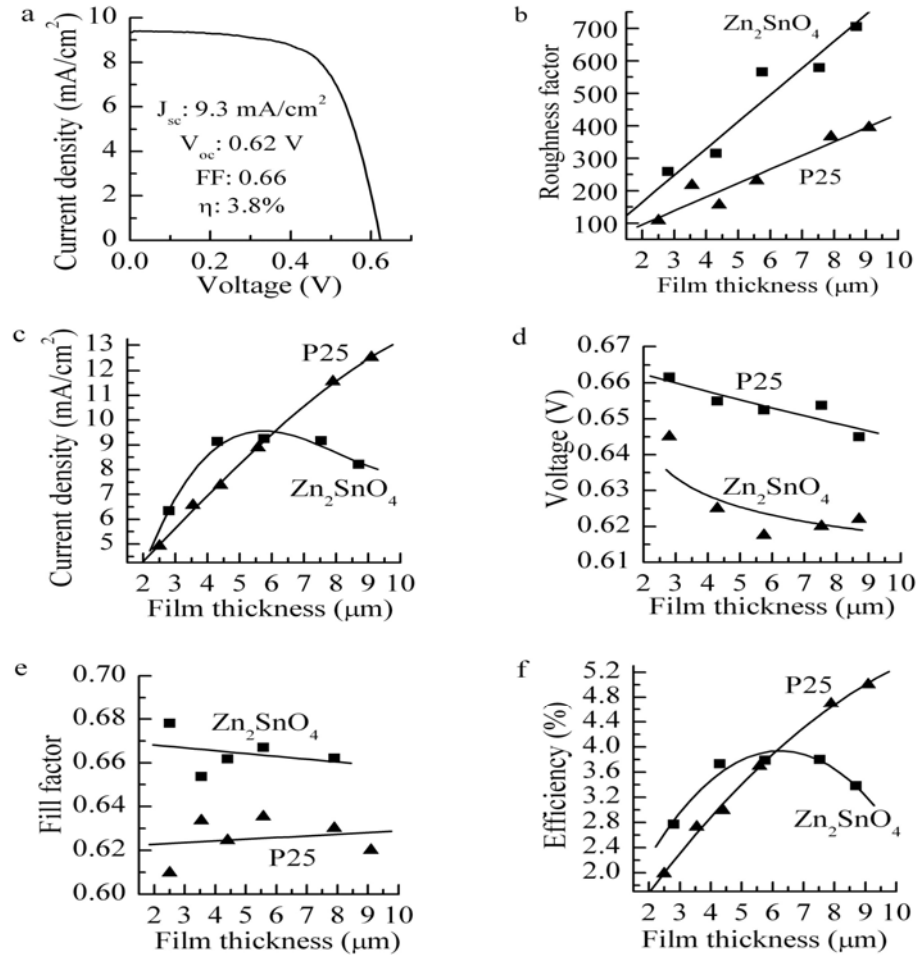 a
Current density (mA/cm²)
10
8
6
4
2
0
J_sc: 9.3 mA/cm²
V_oc: 0.62 V
FF: 0.66
η: 3.8%
0.0 0.2 0.4 0.6
Voltage (V)
b
Roughness factor
700
600
500
400
300
200
100
Zn₂SnO₄
P25
2 3 4 5 6 7 8 9 10
Film thickness (μm)
c
Current density (mA/cm²)
13
12
11
10
9
8
7
6
5
P25
Zn₂SnO₄
2 3 4 5 6 7 8 9 10
Film thickness (μm)
d
Voltage (V)
0.67
0.66
0.65
0.64
0.63
0.62
0.61
P25
Zn₂SnO₄
2 3 4 5 6 7 8 9 10
Film thickness (μm)
e
Fill factor
0.70
0.68
0.66
0.64
0.62
0.60
Zn₂SnO₄
P25
2 3 4 5 6 7 8 9 10
Film thickness (μm)
f
Efficiency (%)
5.2
4.8
4.4
4.0
3.6
3.2
2.8
2.4
2.0
P25
Zn₂SnO₄
2 3 4 5 6 7 8 9 10
Film thickness (μm)